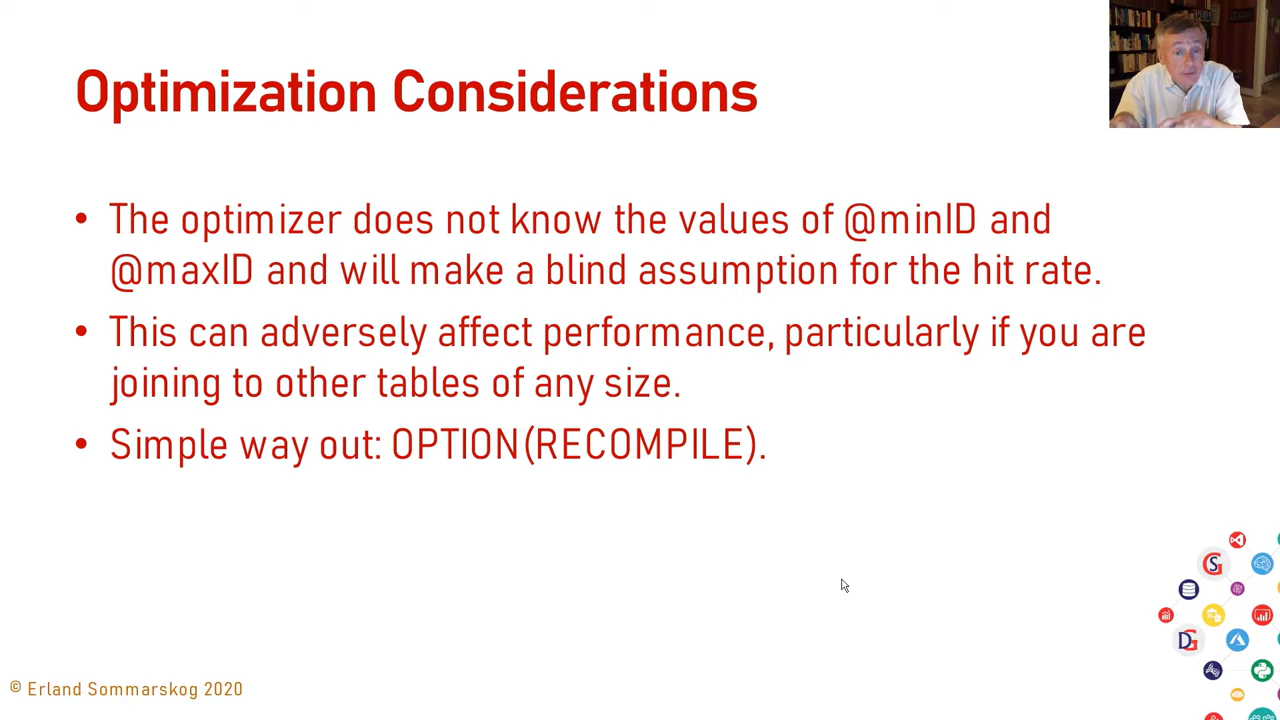 Optimization Considerations
• The optimizer does not know the values of @minID and
@maxID and will make a blind assumption for the hit rate.
• This can adversely affect performance, particularly if you are
joining to other tables of any size.
• Simple way out: OPTION(RECOMPILE).
G
S
D
G
© Erland Sommarskog 2020